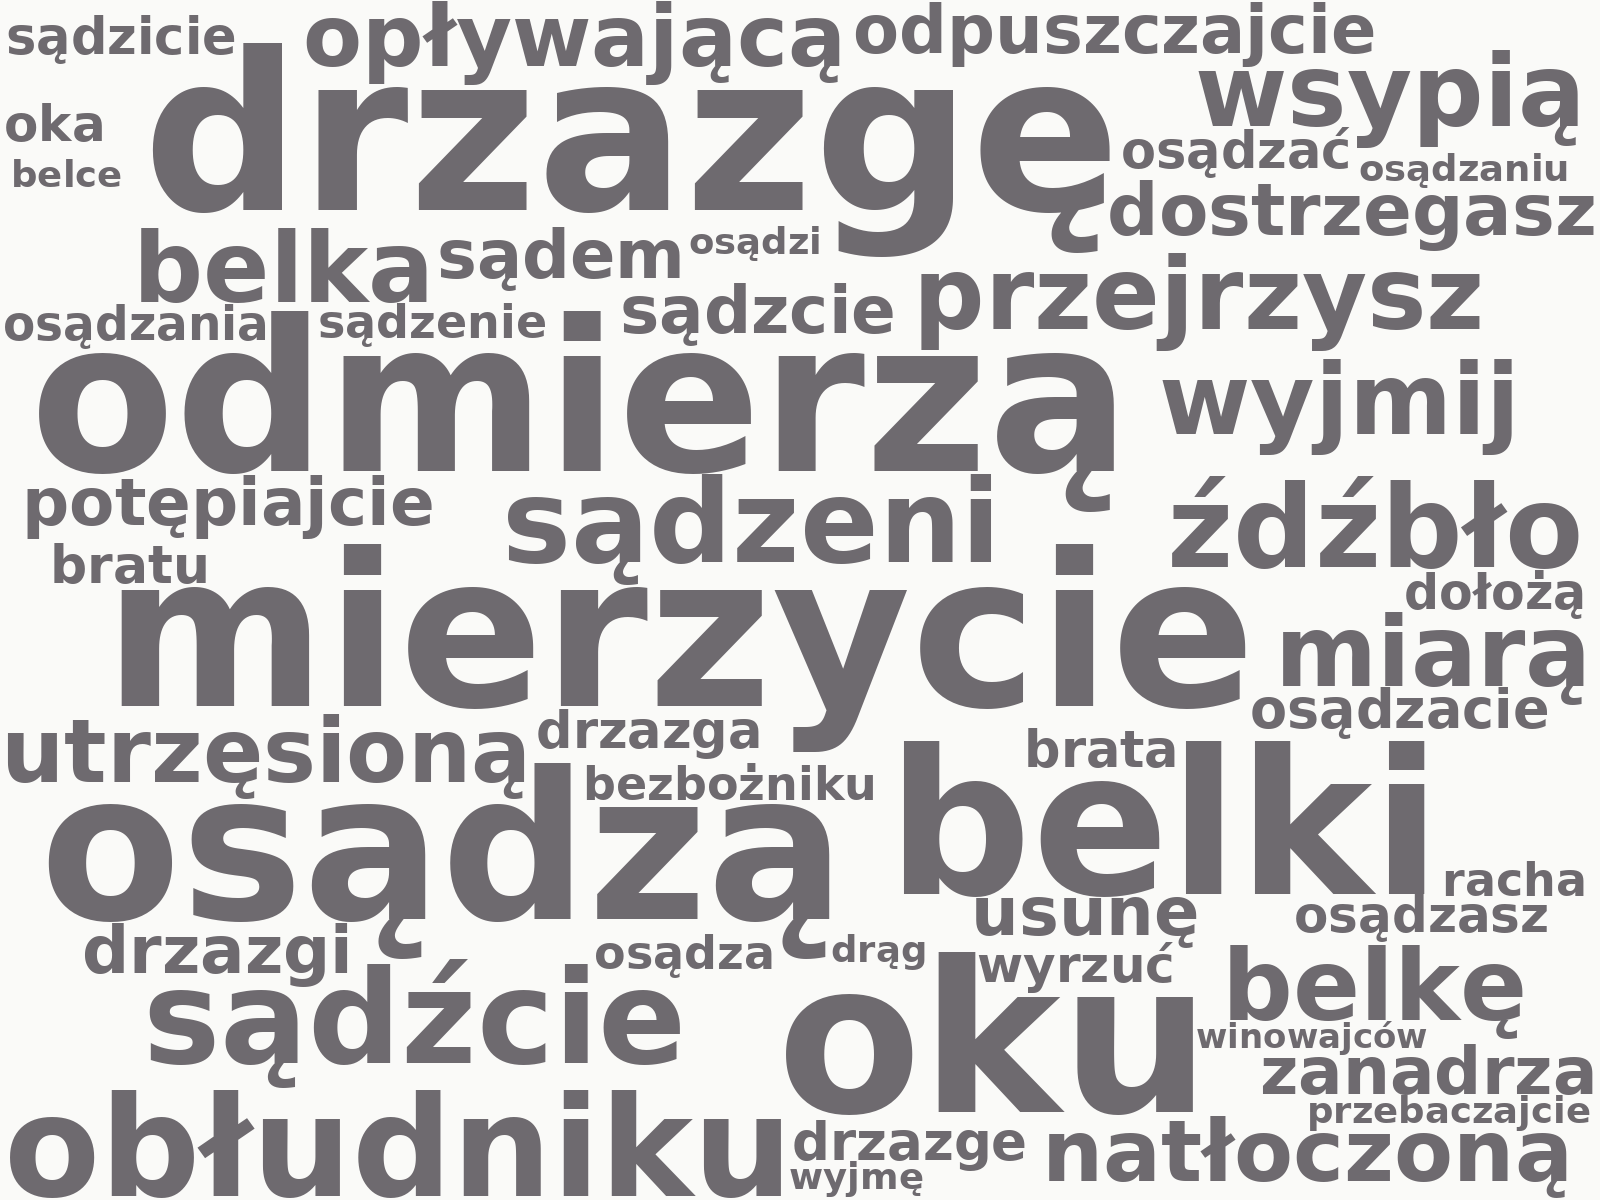 sądzicie
opływającą
odpuszczajcie
drzazgę
wsypią
oka
osądzać
osądzaniu
belce
dostrzegasz
belka
sądem
osądzi
przejrzysz
osądzania
sądzenie
sądzcie
odmierzą
wyjmij
potępiajcie
sądzeni
źdźbło
bratu
mierzycie
dołożą
miarą
osądzacie
utrzęsioną
drzazga
brata
bezbożniku
osądzą
belki
racha
usunę
osądzasz
drzazgi
osądza
drąg
wyrzuć
belkę
sądźcie
oku
winowajców
zanadrza
obłudniku
przebaczajcie
drzazge
natłoczoną
wyjmę